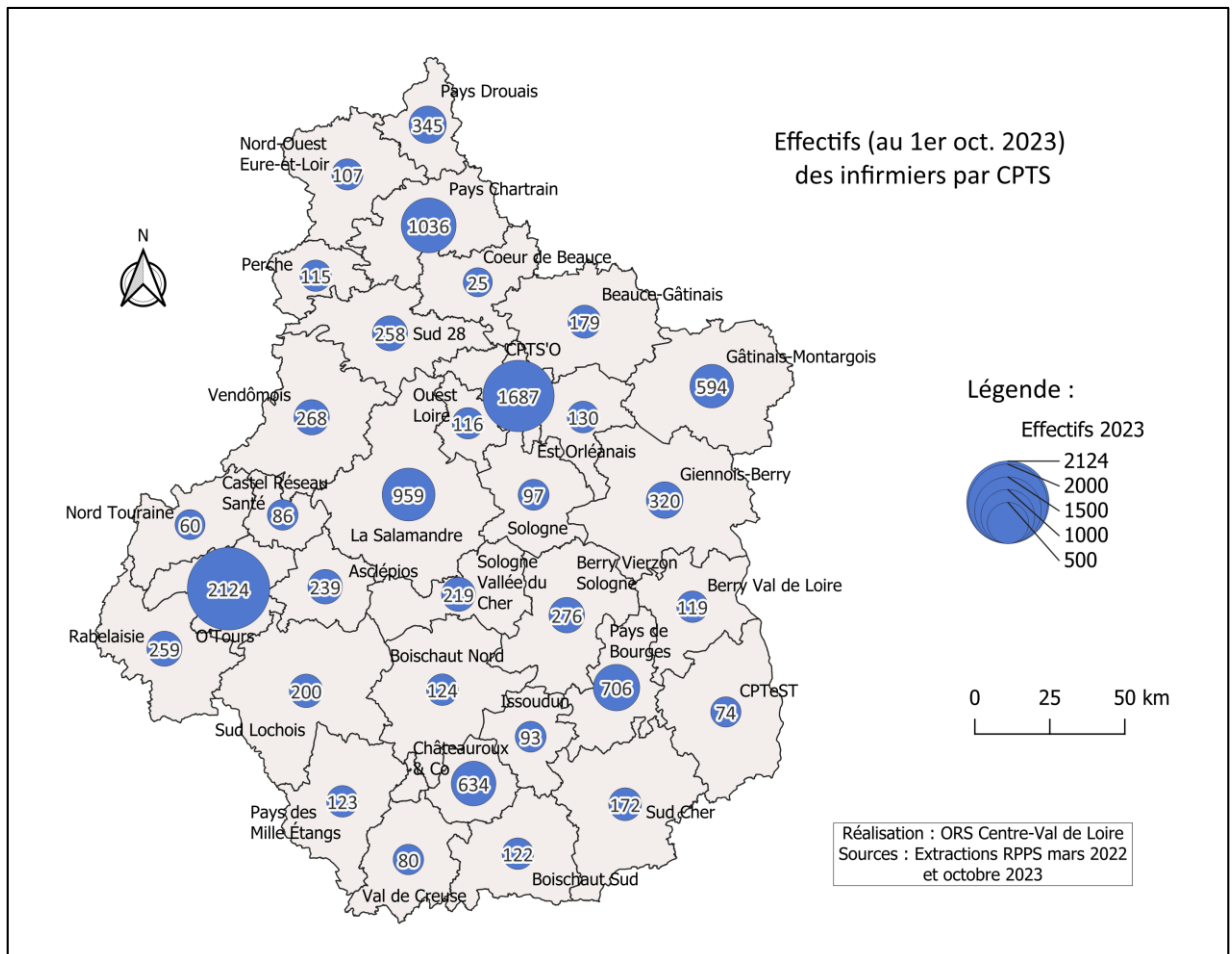 Effectifs (au 1er oct. 2023)
des infirmiers par CPTS
N
Pays Drouais
345
Nord-Ouest
Eure-et-Loir
107
Pays Chartrain
1036
Perche
115
Coeur de Beauce
25
Beauce-Gâtinais
179
Sud 28
258
CPTS'O
1687
Gâtinais-Montargois
594
Vendômois
268
Ouest
Loire
116
130
Est Orléanais
Giennois-Berry
320
Castel Réseau
Santé
86
959
La Salamandre
97
Sologne
Nord Touraine
60
2124
O'Tours
Asclépios
239
Sologne
Vallée du
Cher
219
Berry Vierzon
Sologne
276
Berry Val de Loire
119
Rabelaisie
259
Pays de
Bourges
706
Boischaut Nord
124
200
Sud Lochois
Issoudun
93
CPTeST
74
Châteauroux
& Co
634
Pays des
Mille Étangs
123
172
Sud Cher
80
Val de Creuse
122
Boischaut Sud
Légende :
Effectifs 2023
2124
2000
1500
1000
500
0 25 50 km
Réalisation : ORS Centre-Val de Loire
Sources : Extractions RPPS mars 2022
et octobre 2023